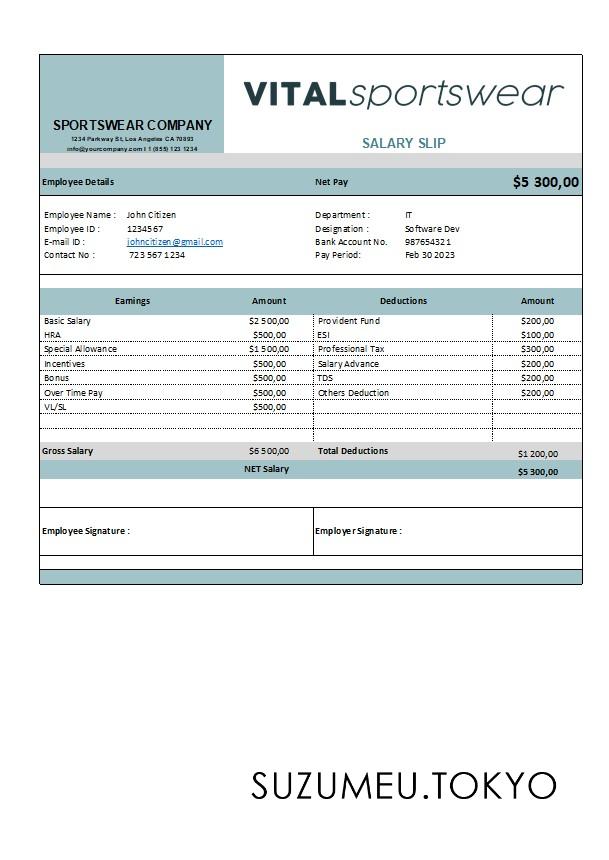 VITALsportswear
SPORTSWEAR COMPANY
1234 Parkway St, Los Angeles CA 70893
info@yourcompany.com I 1 (855) 123 1234
SALARY SLIP
Employee Details Net Pay $5 300,00
Employee Name : John Citizen Department : IT
Employee ID : 1234567 Designation : Software Dev
E-mail ID : johncitizen@gmail.com Bank Account No. 987654321
Contact No : 723 567 1234 Pay Period: Feb 30 2023
Earnings Amount Deductions Amount
Basic Salary $2 500,00 Provident Fund $200,00
HRA $500,00 ESI $100,00
Special Allowance $1 500,00 Professional Tax $300,00
Incentives $500,00 Salary Advance $200,00
Bonus $500,00 TDS $200,00
Over Time Pay $500,00 Others Deduction $200,00
VL/SL $500,00
Gross Salary $6 500,00 Total Deductions $1 200,00
NET Salary $5 300,00
Employee Signature : Employer Signature :
SUZUMEU.TOKYO